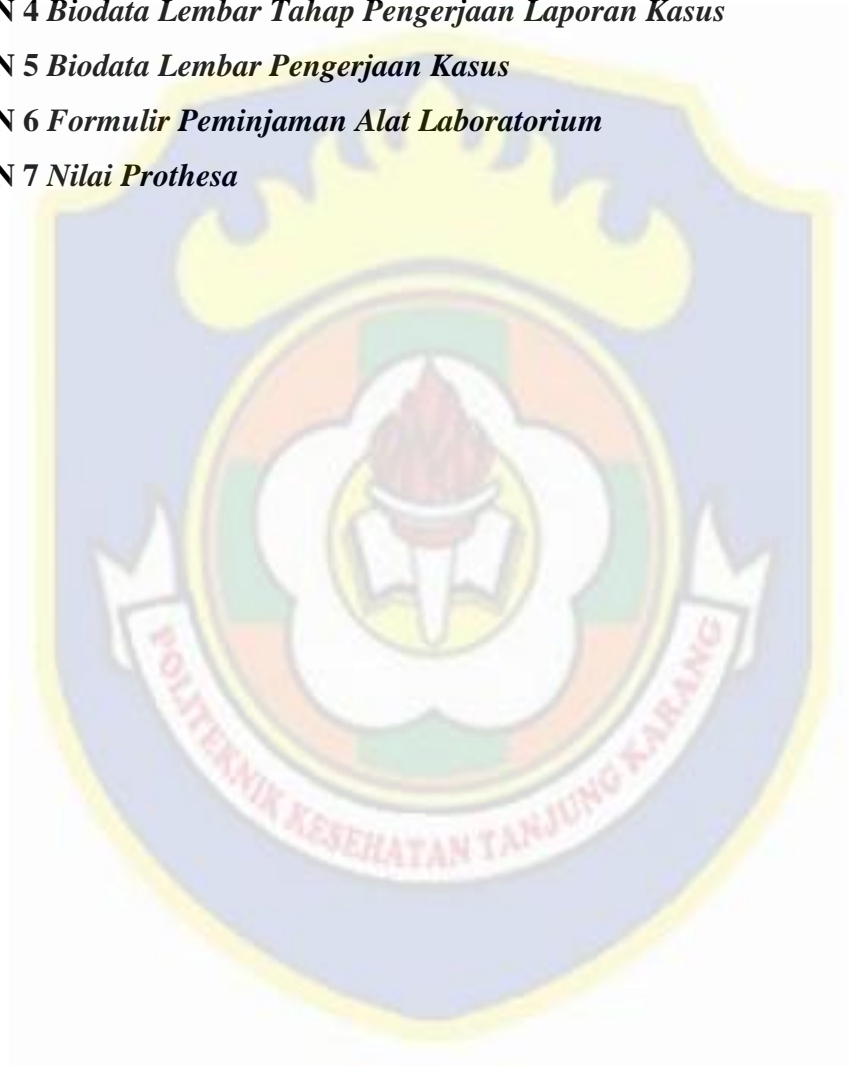 N 4 Biodata Lembar Tahap Pengerjaan Laporan Kasus
N 5 Biodata Lembar Pengerjaan Kasus
N 6 Formulir Peminjaman Alat Laboratorium
N 7 Nilai Prothesa
POLITEKNIK KESEHATAN TANJUNG KARANG